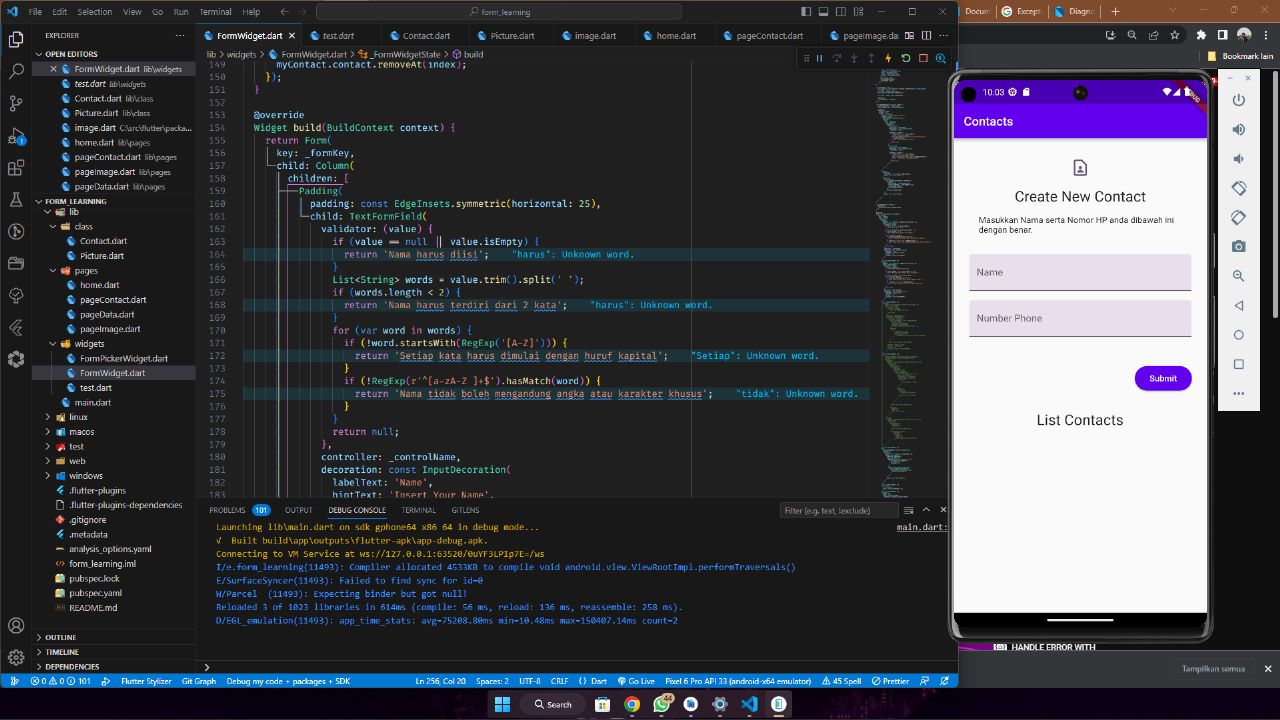 File Edit Selection View Go Run Terminal Help
form_learning
EXPLORER
OPEN EDITORS
FormWidget.dart lib\widgets
test.dart lib\widgets
Contact.dart lib\class
Picture.dart lib\class
image.dart C:\src\flutter\packa...
home.dart lib\pages
pageContact.dart lib\pages
pageImage.dart lib\pages
pageData.dart lib\pages
FORM_LEARNING
lib
class
Contact.dart
Picture.dart
pages
home.dart
pageContact.dart
pageData.dart
pageImage.dart
widgets
FormPicterWidget.dart
FormWidget.dart
test.dart
main.dart
linux
macos
test
web
windows
.flutter-plugins
.flutter-plugins-dependencies
.gitignore
.metadata
analysis_options.yaml
form_learning.iml
pubspec.lock
pubspec.yaml
README.md
OUTLINE
TIMELINE
DEPENDENCIES
FormWidget.dart test.dart Contact.dart Picture.dart image.dart home.dart pageContact.dart pageImage.da
lib > widgets > FormWidget.dart > _FormWidgetState > build
149 myContact.contact.removeAt(index);
150 });
151 }
152
153 @override
154 Widget build(BuildContext context) {
155 return Form(
156 key: _formKey,
157 child: Column(
158 children: [
159 Padding(
160 padding: const EdgeInsets.symmetric(horizontal: 25),
161 child: TextFormField(
162 validator: (value) {
163 if (value == null || value.isEmpty) {
164 return 'Nama harus diisi'; "harus": Unknown word.
165 }
166 List<String> words = value.trim().split(' ');
167 if (words.length < 2) {
168 return 'Nama harus terdiri dari 2 kata'; "harus": Unknown word.
169 }
170 for (var word in words) {
171 if (!word.startsWith(RegExp('[A-Z]'))) {
172 return 'Setiap kata harus dimulai dengan huruf kapital'; "Setiap": Unknown word.
173 }
174 if (!RegExp(r'^[a-zA-Z ]+$').hasMatch(word)) {
175 return 'Nama tidak boleh mengandung angka atau karakter khusus'; "tidak": Unknown word.
176 }
177 }
178 return null;
179 },
180 controller: _controlName,
181 decoration: const InputDecoration(
182 labelText: 'Name',
183 hintText: 'Insert Your Name',
PROBLEMS 101 OUTPUT DEBUG CONSOLE TERMINAL GITLENS
Filter (e.g. text, !exclude)
Launching lib\main.dart on sdk gphone64 x86 64 in debug mode...
main.dart:
√ Built build\app\outputs\flutter-apk\app-debug.apk.
Connecting to VM Service at ws://127.0.0.1:63520/0uYF3LPIp7E=/ws
I/e.form_learning(11493): Compiler allocated 4533KB to compile void android.view.ViewRootImpl.performTraversals()
E/SurfaceSyncer(11493): Failed to find sync for id=0
W/Parcel (11493): Expecting binder but got null!
Reloaded 3 of 1023 libraries in 614ms (compile: 56 ms, reload: 136 ms, reassemble: 258 ms).
D/EGL_emulation(11493): app_time_stats: avg=75208.80ms min=10.48ms max=150407.14ms count=2
0 0 101 Flutter Stylizer Git Graph Debug my code + packages + SDK Ln 256, Col 20 Spaces: 2 UTF-8 CRLF Dart Go Live Pixel 6 Pro API 33 (android-x64 emulator) 45 Spell Prettier
Docum
Excepti
Diagno
Bookmark lain
10:03
Contacts
Create New Contact
Masukkan Nama serta Nomor HP anda dibawah ini
dengan benar.
Name
Number Phone
Submit
List Contacts
HANDLE ERROR WITH
Tampilkan semua
Search
44